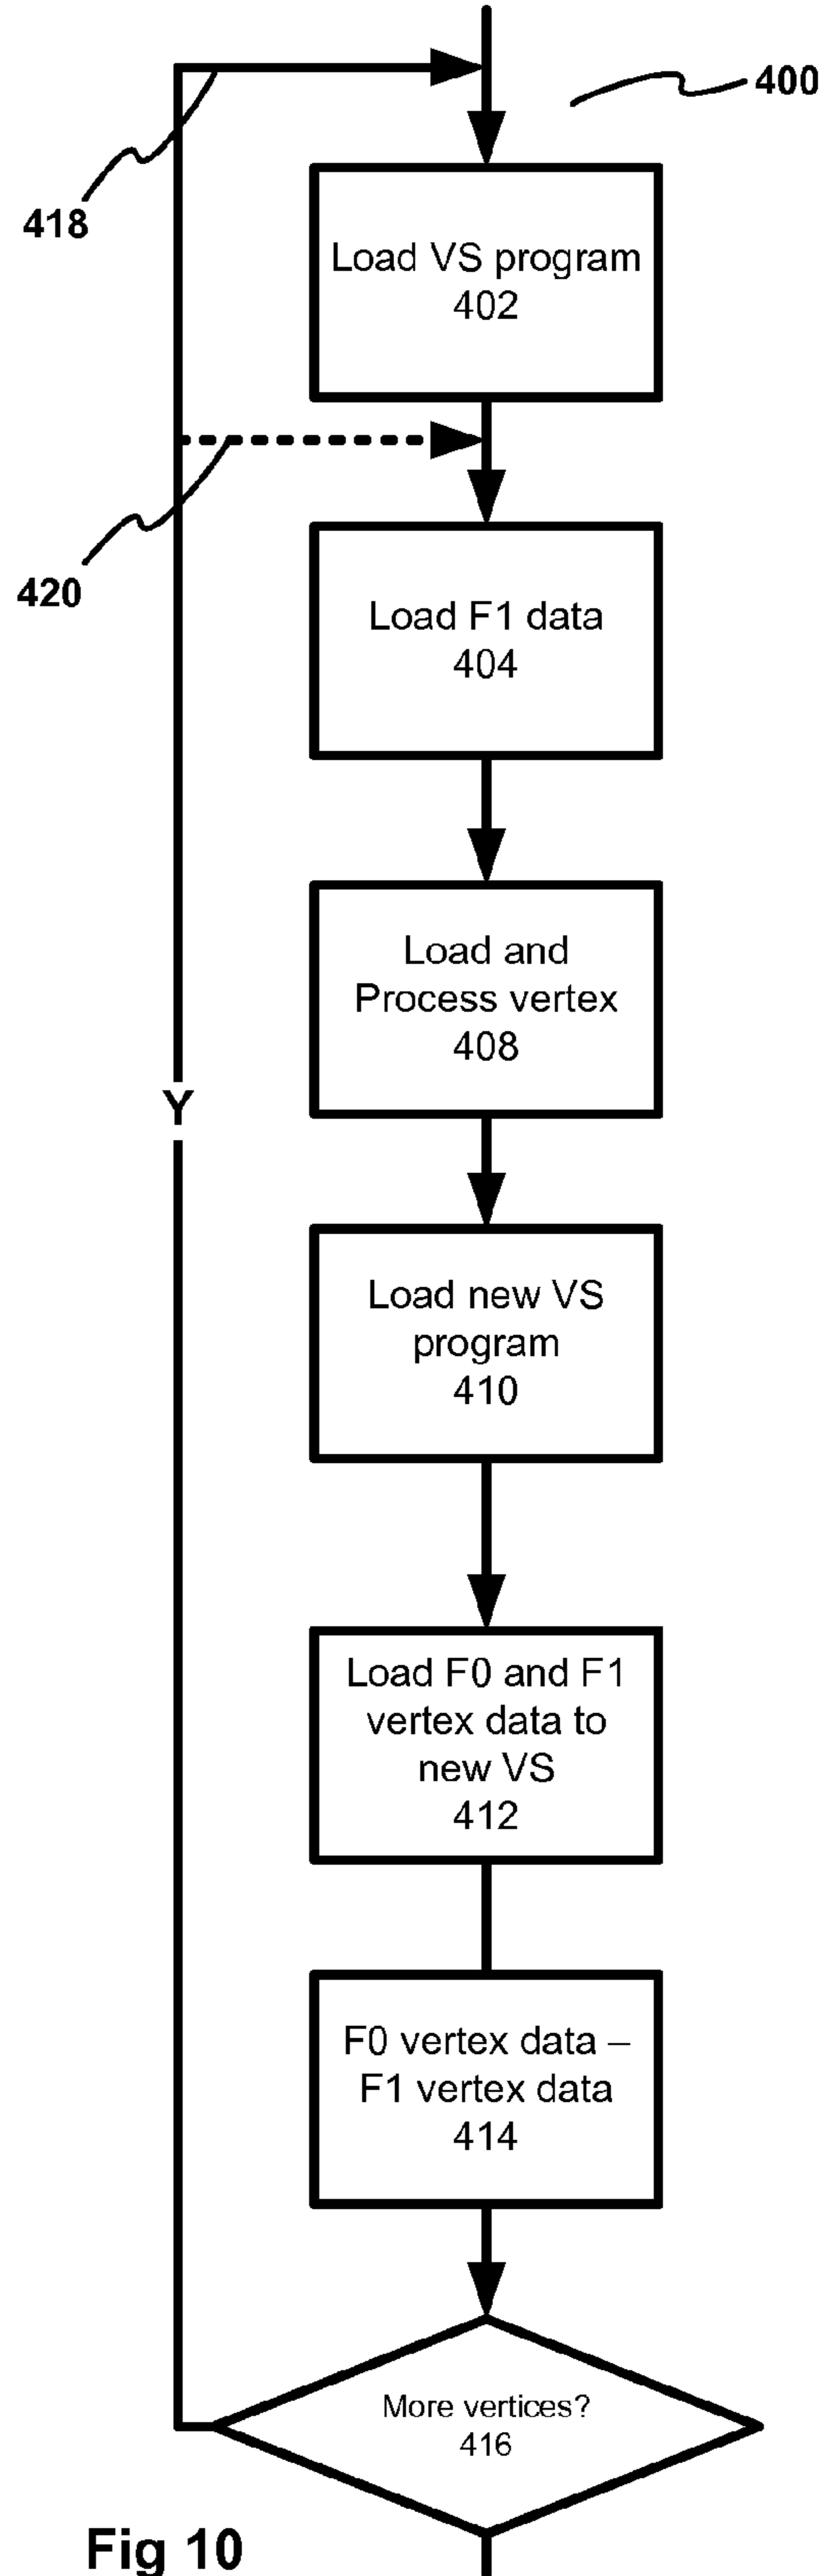 400
418
Load VS program
402
420
Load F1 data
404
Load and
Process vertex
408
Y
Load new VS
program
410
Load F0 and F1
vertex data to
new VS
412
F0 vertex data –
F1 vertex data
414
More vertices?
416
Fig 10